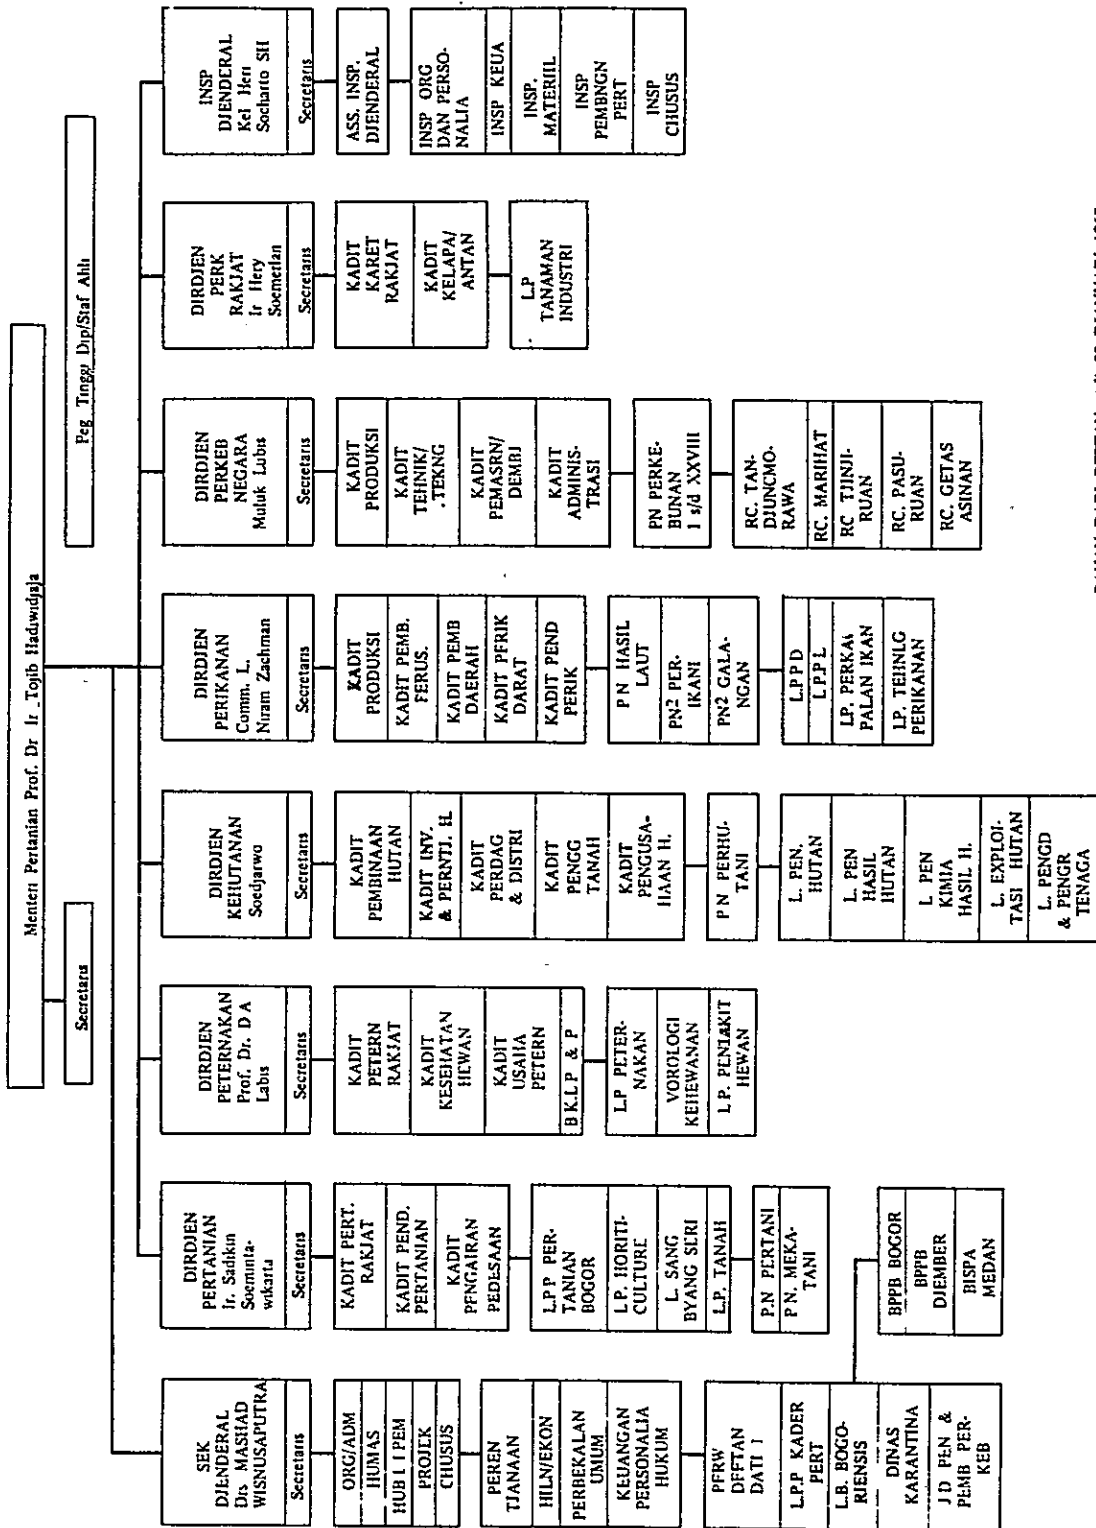 Menteri Pertanian Prof. Dr Ir Tojib Hadiwidjaja
Secretaris
Peg Tinggi Dip/Staf Ahli
SEK
DJENDERAL
Drs MASHAD
WISNUSAPUTRA
Secretaris
ORG/ADM
HUMAS
HUB L I PEM
PROJEK
CHUSUS
PEREN
TJANAAN
HILN/EKON
PERBEKALAN
UMUM
KEUANGAN
PERSONALIA
HUKUM
PERW
DEFTAN
DATI I
L.P.P KADER
PERT
L.B. BOGO-
RIENSIS
DINAS
KARANTINA
J D PEN &
PEMB PER-
KEB
BPPB BOGOR
BPPB
DJEMBER
BISPA
MEDAN
DIRDJEN
PERTANIAN
Ir. Sadikin
Soeminta-
wikarta
Secretaris
KADIT PERT.
RAKJAT
KADIT PEND.
PERTANIAN
KADIT
PENGAIRAN
PEDESAAN
L.P.P PER-
TANIAN
BOGOR
L.P. HORITI-
CULTURE
L. SANG
BYANG SERI
L.P. TANAH
P.N PERTANI
P N. MEKA-
TANI
DIRDJEN
PETERNAKAN
Prof. Dr. D A
Labis
Secretaris
KADIT
PETERN
RAKJAT
KADIT
KESEHATAN
HEWAN
KADIT
USAHA
PETERN
B K.L P & P
L.P PETER-
NAKAN
VOROLOGI
KEHEWANAN
L.P. PENJAKIT
HEWAN
DIRDJEN
KEHUTANAN
Soedjarwo
Secretaris
KADIT
PEMBINAAN
HUTAN
KADIT INV.
& PERNTJ. H.
KADIT
PERDAG
& DISTRI
KADIT
PENGG
TANAH
KADIT
PENGUSA-
HAAN H.
P N PERHU-
TANI
L. PEN.
HUTAN
L. PEN
HASIL
HUTAN
L PEN
KIMIA
HASIL H.
L. EXPLOI-
TASI HUTAN
L. PENGD
& PENGR
TENAGA
DIRDJEN
PERIKANAN
Comm. L.
Nizam Zachman
Secretaris
KADIT
PRODUKSI
KADIT PEMB.
FERUS.
KADIT PEMB
DAERAH
KADIT PERIK
DARAT
KADIT PEND
PERIK
P N HASIL
LAUT
PN2 PER-
IKANI
PN2 GALA-
NGAN
L.P P D
L P P L
LP. PERKA-
PALAN IKAN
LP. TEHNLG
PERIKANAN
DIRDJEN
PERKEB
NEGARA
Muluk Lubis
Secretaris
KADIT
PRODUKSI
KADIT
TEHNIK/
.TEKNG
KADIT
PEMASRN/
DEMBJ
KADIT
ADMINIS-
TRASI
PN PERKE-
BUNAN
I s/d XXVIII
RC. TAN-
DJUNCMO-
RAWA
RC. MARIHAT
RC TJINJI-
RUAN
RC. PASU-
RUAN
RC. GETAS
ASINAN
DIRDJEN
PERK
RAKJAT
Ir Hery
Soemerlan
Secretaris
KADIT
KARET
RAKJAT
KADIT
KELAPA/
ANTAN
L.P
TANAMAN
INDUSTRI
INSP
DJENDERAL
Kol Heri
Socharto SH
Secretaris
ASS. INSP.
DJENDERAL
INSP ORG
DAN PERSO-
NALIA
INSP KEUA
INSP.
MATERIIL
INSP
PEMBNGN
PERT
INSP
CHUSUS